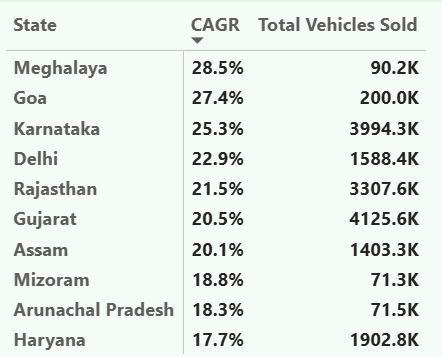 State CAGR Total Vehicles Sold
Meghalaya 28.5% 90.2K
Goa 27.4% 200.0K
Karnataka 25.3% 3994.3K
Delhi 22.9% 1588.4K
Rajasthan 21.5% 3307.6K
Gujarat 20.5% 4125.6K
Assam 20.1% 1403.3K
Mizoram 18.8% 71.3K
Arunachal Pradesh 18.3% 71.5K
Haryana 17.7% 1902.8K